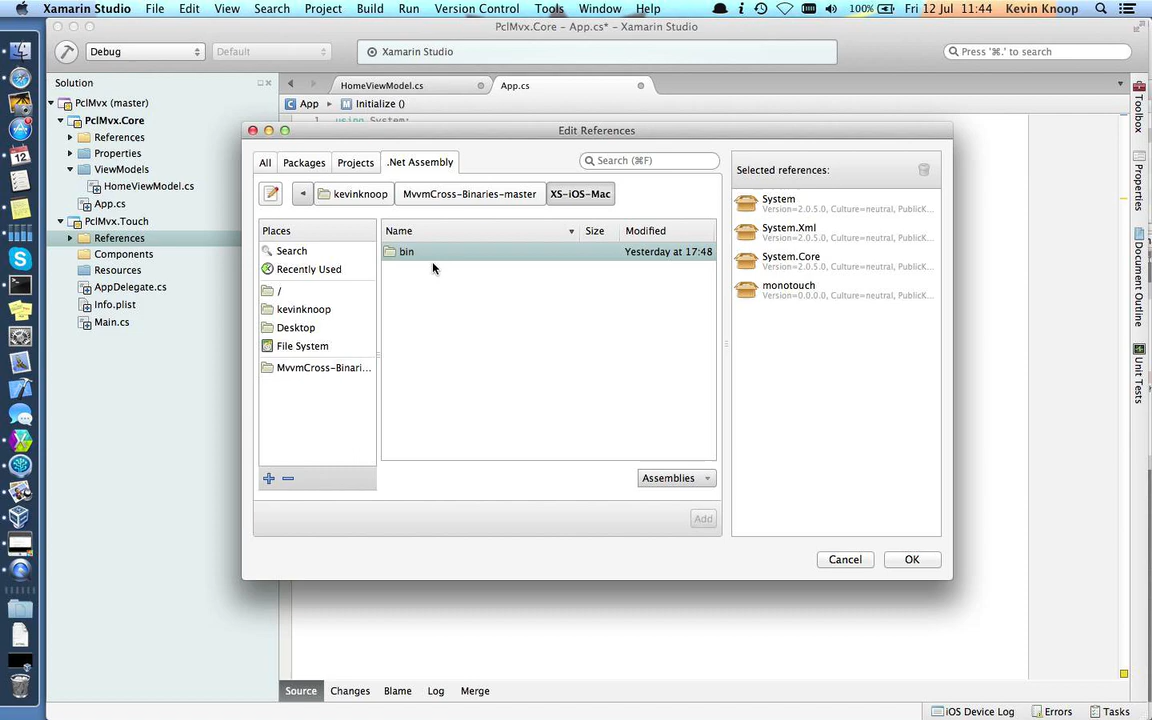 Xamarin Studio File Edit View Search Project Build Run Version Control Tools Window Help 100% Fri 12 Jul 11:44 Kevin Knoop
PclMvx.Core – App.cs* – Xamarin Studio
Debug Default Xamarin Studio Press '⌘.' to search
Solution
HomeViewModel.cs App.cs
PclMvx (master)
App Initialize ()
PclMvx.Core
1 using System;
References
Properties
ViewModels
HomeViewModel.cs
App.cs
PclMvx.Touch
References
Components
Resources
AppDelegate.cs
Info.plist
Main.cs
Edit References
All Packages Projects .Net Assembly
Search (⌘F)
kevinknoop MvvmCross-Binaries-master XS-iOS-Mac
Places
Search
Recently Used
/
kevinknoop
Desktop
File System
MvvmCross-Binari...
Name Size Modified
bin Yesterday at 17:48
Assemblies
Add
Selected references:
System
Version=2.0.5.0, Culture=neutral, PublicK...
System.Xml
Version=2.0.5.0, Culture=neutral, PublicK...
System.Core
Version=2.0.5.0, Culture=neutral, PublicK...
monotouch
Version=0.0.0.0, Culture=neutral, PublicK...
Cancel OK
Toolbox
Properties
Document Outline
Unit Tests
Source Changes Blame Log Merge
iOS Device Log Errors Tasks